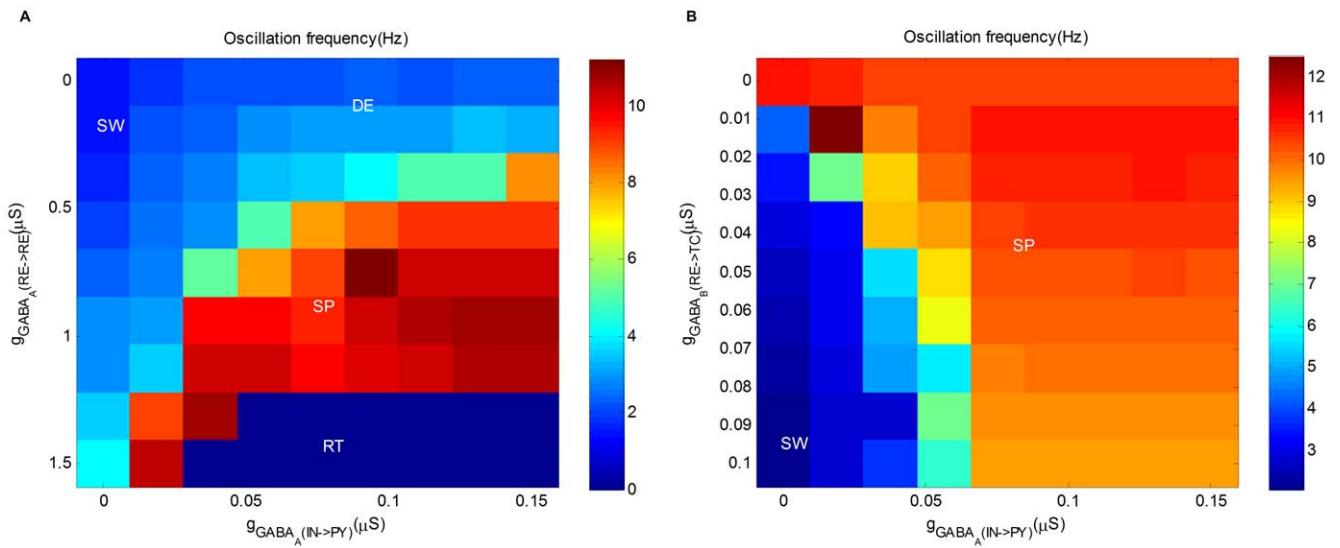 A
B
Oscillation frequency(Hz)
Oscillation frequency(Hz)
0
0.5
1
1.5
g_GABA_A(RE->RE)(μS)
SW
DE
SP
RT
0
0.05
0.1
0.15
g_GABA_A(IN->PY)(μS)
10
8
6
4
2
0
0
0.01
0.02
0.03
0.04
0.05
0.06
0.07
0.08
0.09
0.1
g_GABA_B(RE->TC)(μS)
SP
SW
0
0.05
0.1
0.15
g_GABA_A(IN->PY)(μS)
12
11
10
9
8
7
6
5
4
3